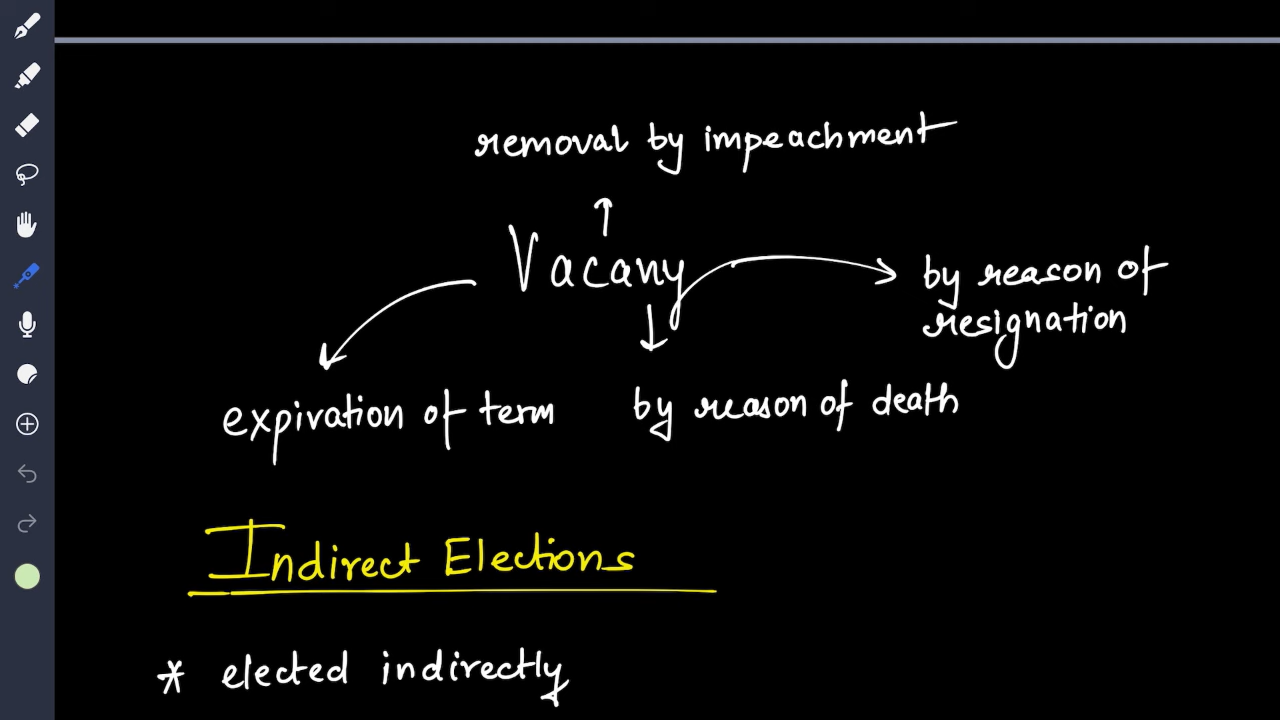 removal by impeachment
↑
Vacany
by reason of
resignation
expiration of term
by reason of death
Indirect Elections
* elected indirectly